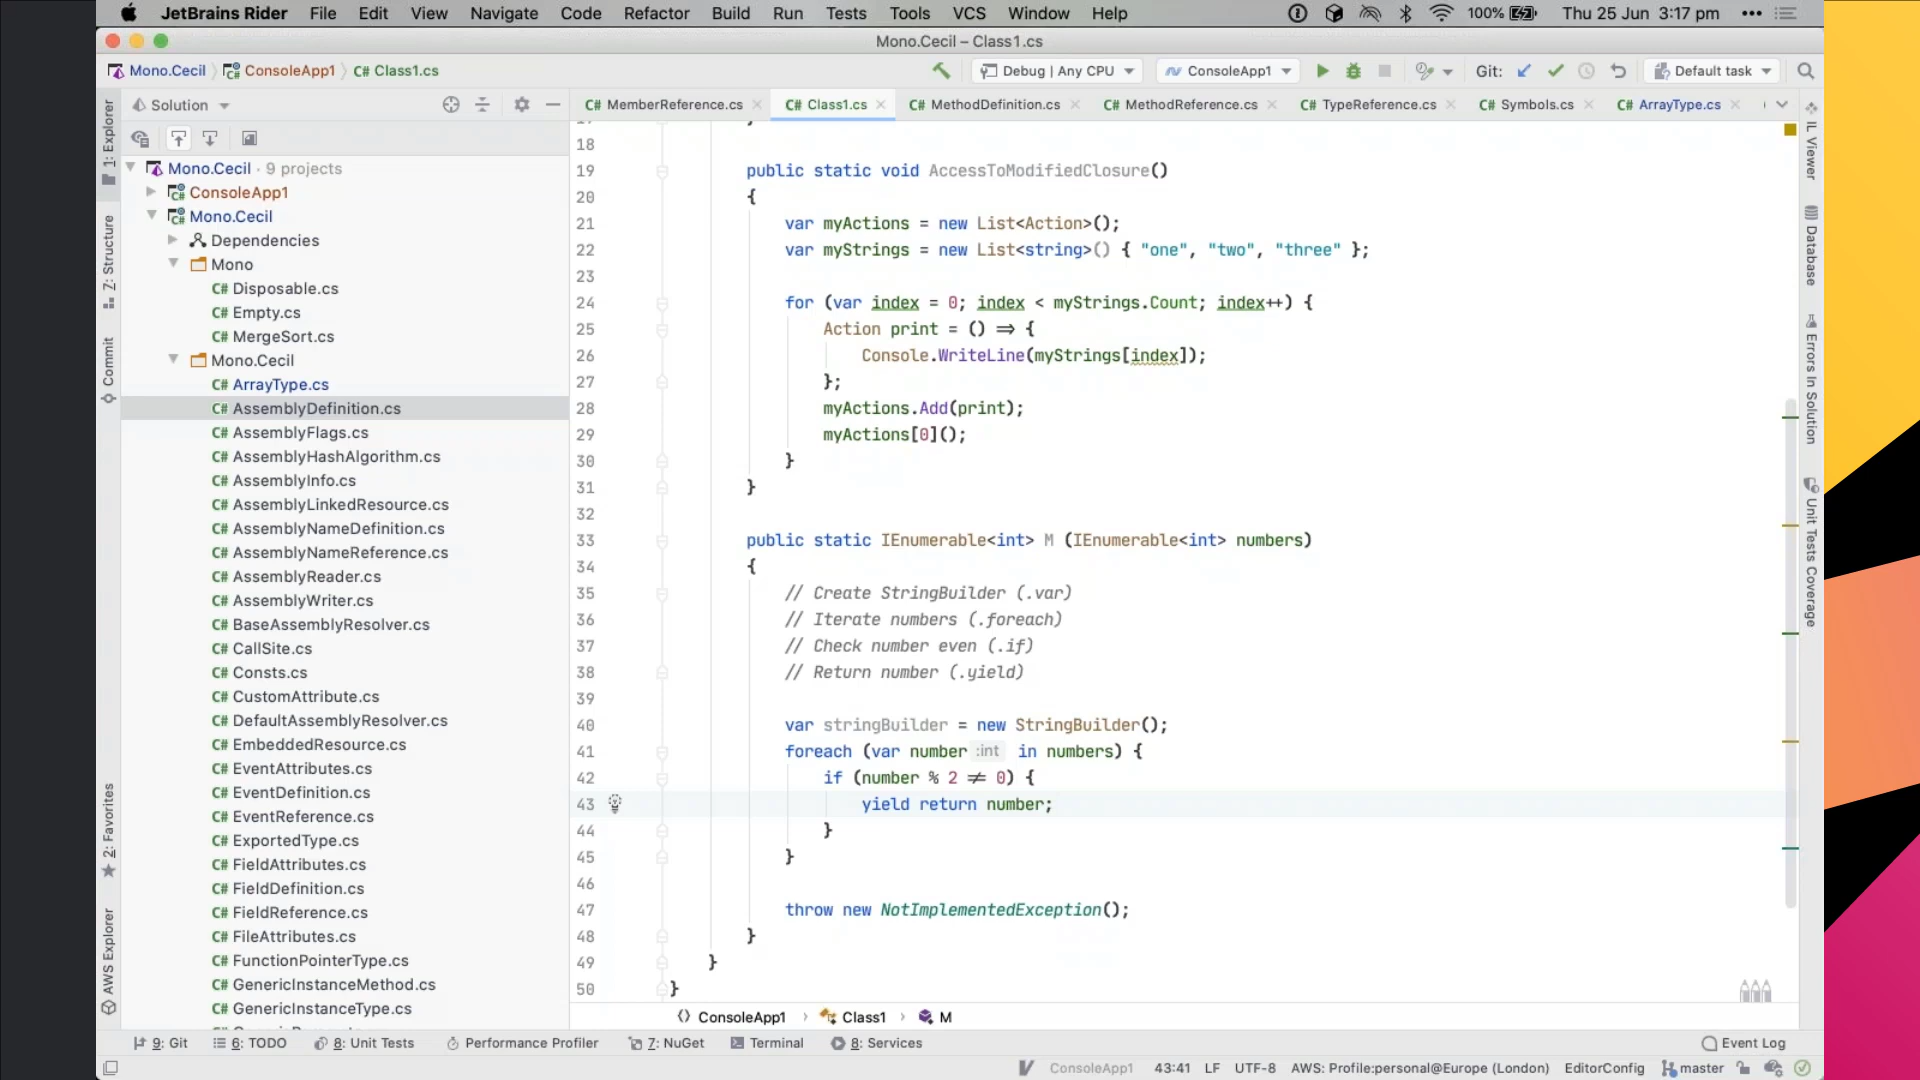 JetBrains Rider File Edit View Navigate Code Refactor Build Run Tests Tools VCS Window Help 100% Thu 25 Jun 3:17 pm
Mono.Cecil – Class1.cs
Mono.Cecil ConsoleApp1 C# Class1.cs Debug | Any CPU ConsoleApp1 Git: Default task
Solution
C# MemberReference.cs C# Class1.cs C# MethodDefinition.cs C# MethodReference.cs C# TypeReference.cs C# Symbols.cs C# ArrayType.cs
1: Explorer
Z: Structure
Commit
2: Favorites
AWS Explorer
Mono.Cecil · 9 projects
ConsoleApp1
Mono.Cecil
Dependencies
Mono
C# Disposable.cs
C# Empty.cs
C# MergeSort.cs
Mono.Cecil
C# ArrayType.cs
C# AssemblyDefinition.cs
C# AssemblyFlags.cs
C# AssemblyHashAlgorithm.cs
C# AssemblyInfo.cs
C# AssemblyLinkedResource.cs
C# AssemblyNameDefinition.cs
C# AssemblyNameReference.cs
C# AssemblyReader.cs
C# AssemblyWriter.cs
C# BaseAssemblyResolver.cs
C# CallSite.cs
C# Consts.cs
C# CustomAttribute.cs
C# DefaultAssemblyResolver.cs
C# EmbeddedResource.cs
C# EventAttributes.cs
C# EventDefinition.cs
C# EventReference.cs
C# ExportedType.cs
C# FieldAttributes.cs
C# FieldDefinition.cs
C# FieldReference.cs
C# FileAttributes.cs
C# FunctionPointerType.cs
C# GenericInstanceMethod.cs
C# GenericInstanceType.cs
18
19 public static void AccessToModifiedClosure()
20 {
21 var myActions = new List<Action>();
22 var myStrings = new List<string>() { "one", "two", "three" };
23
24 for (var index = 0; index < myStrings.Count; index++) {
25 Action print = () ⇒ {
26 Console.WriteLine(myStrings[index]);
27 };
28 myActions.Add(print);
29 myActions[0]();
30 }
31 }
32
33 public static IEnumerable<int> M (IEnumerable<int> numbers)
34 {
35 // Create StringBuilder (.var)
36 // Iterate numbers (.foreach)
37 // Check number even (.if)
38 // Return number (.yield)
39
40 var stringBuilder = new StringBuilder();
41 foreach (var number :int in numbers) {
42 if (number % 2 ≠ 0) {
43 yield return number;
44 }
45 }
46
47 throw new NotImplementedException();
48 }
49 }
50 }
IL Viewer
Database
Errors In Solution
Unit Tests Coverage
ConsoleApp1 Class1 M
9: Git 6: TODO 8: Unit Tests Performance Profiler 7: NuGet Terminal 8: Services Event Log
ConsoleApp1 43:41 LF UTF-8 AWS: Profile:personal@Europe (London) EditorConfig master